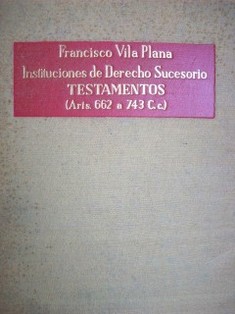 Francisco Vila Plana
Instituciones de Derecho Sucesorio
TESTAMENTOS
(Arts. 662 a 743 C.c.)